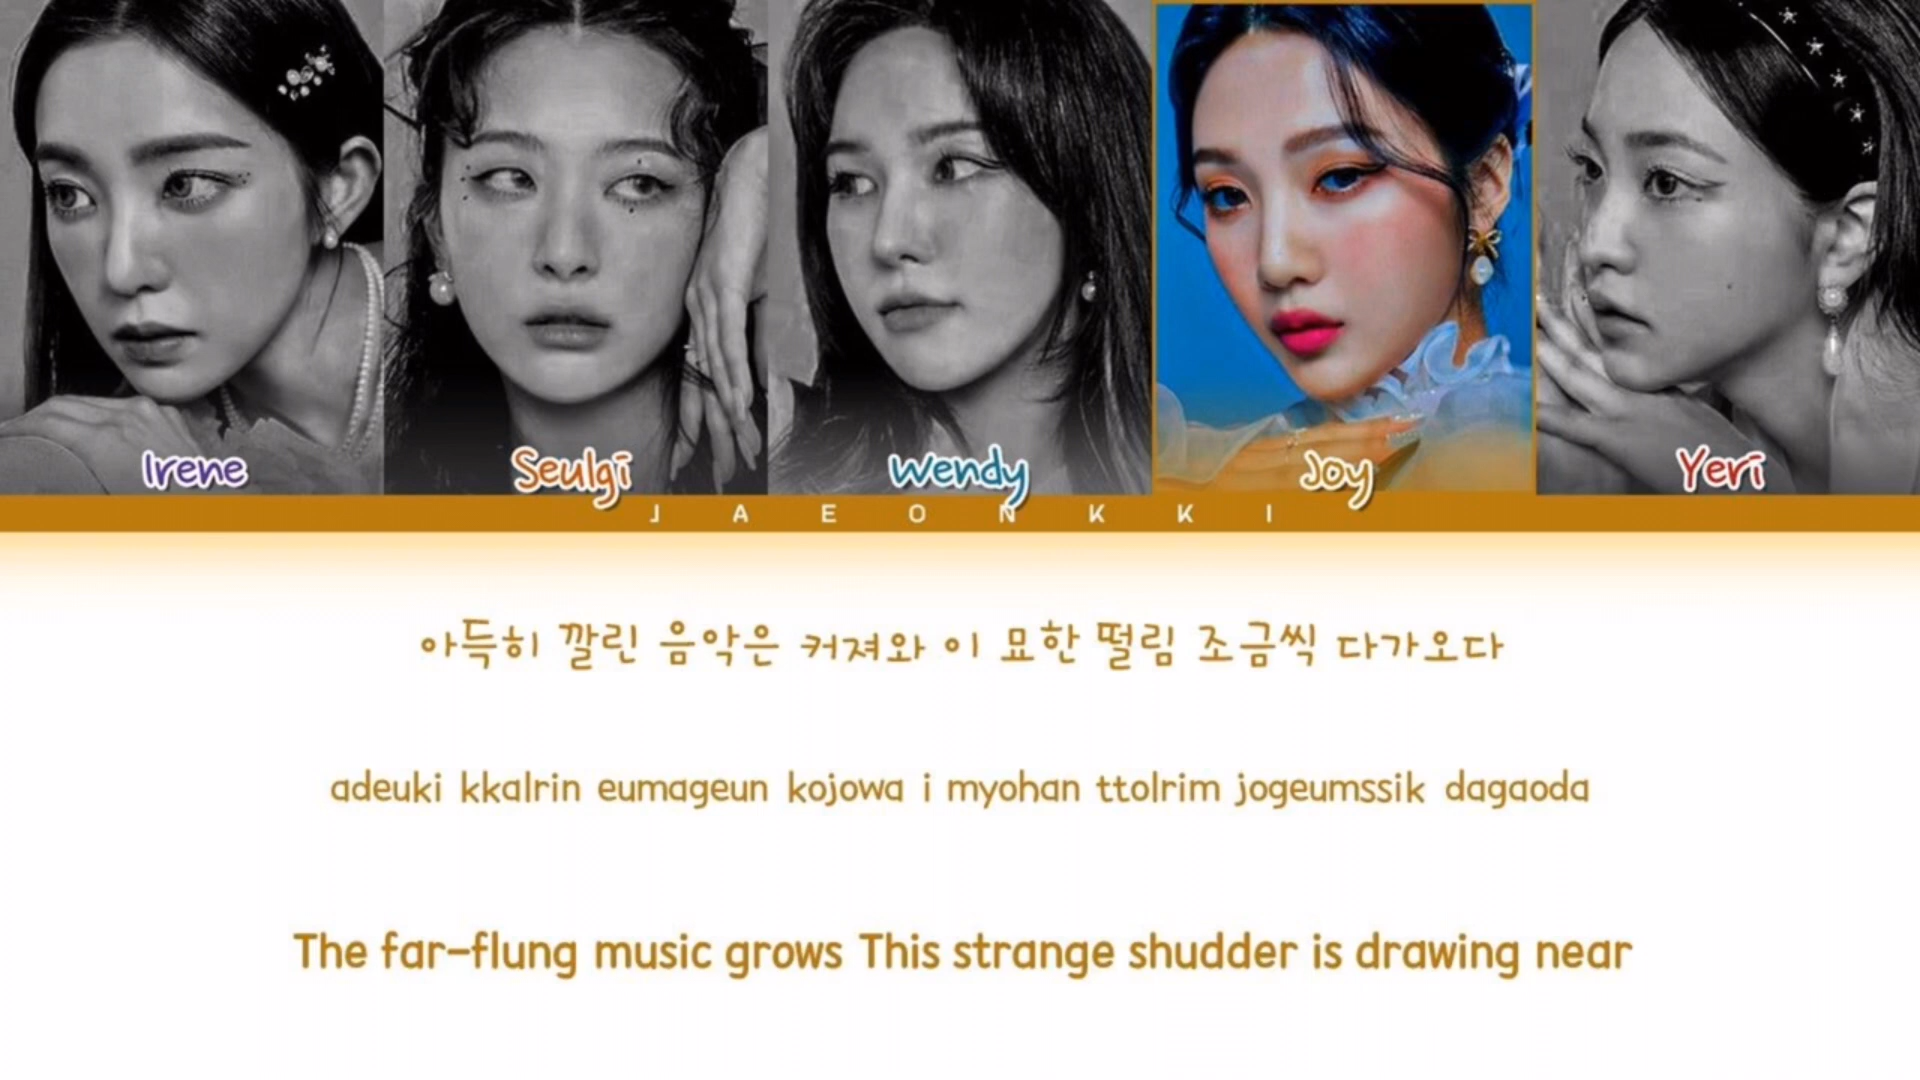 Irene
Seulgi
Wendy
Joy
Yeri
JAEONKKI
아득히 깔린 음악은 커져와 이 묘한 떨림 조금씩 다가오다
adeuki kkalrin eumageun kojowa i myohan ttolrim jogeumssik dagaoda
The far-flung music grows This strange shudder is drawing near